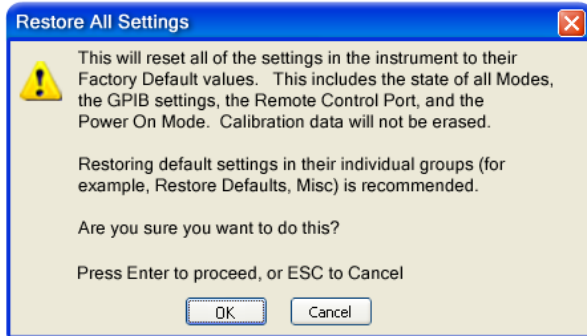 Restore All Settings
This will reset all of the settings in the instrument to their
Factory Default values. This includes the state of all Modes,
the GPIB settings, the Remote Control Port, and the
Power On Mode. Calibration data will not be erased.
Restoring default settings in their individual groups (for
example, Restore Defaults, Misc) is recommended.
Are you sure you want to do this?
Press Enter to proceed, or ESC to Cancel
OK
Cancel